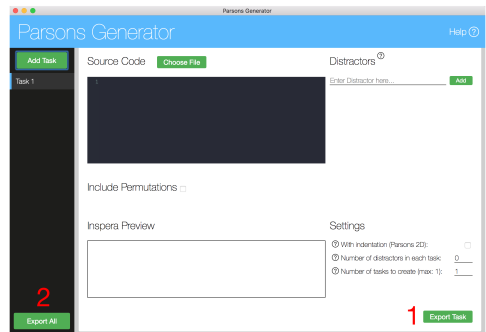 Parsons Generator
Parsons Generator
Help ?
Add Task
Task 1
Source Code
Choose File
1
Distractors ?
Enter Distractor here...
Add
Include Permutations
Inspera Preview
Settings
? With indentation (Parsons 2D):
? Number of distractors in each task: 0
? Number of tasks to create (max: 1): 1
2
Export All
1
Export Task